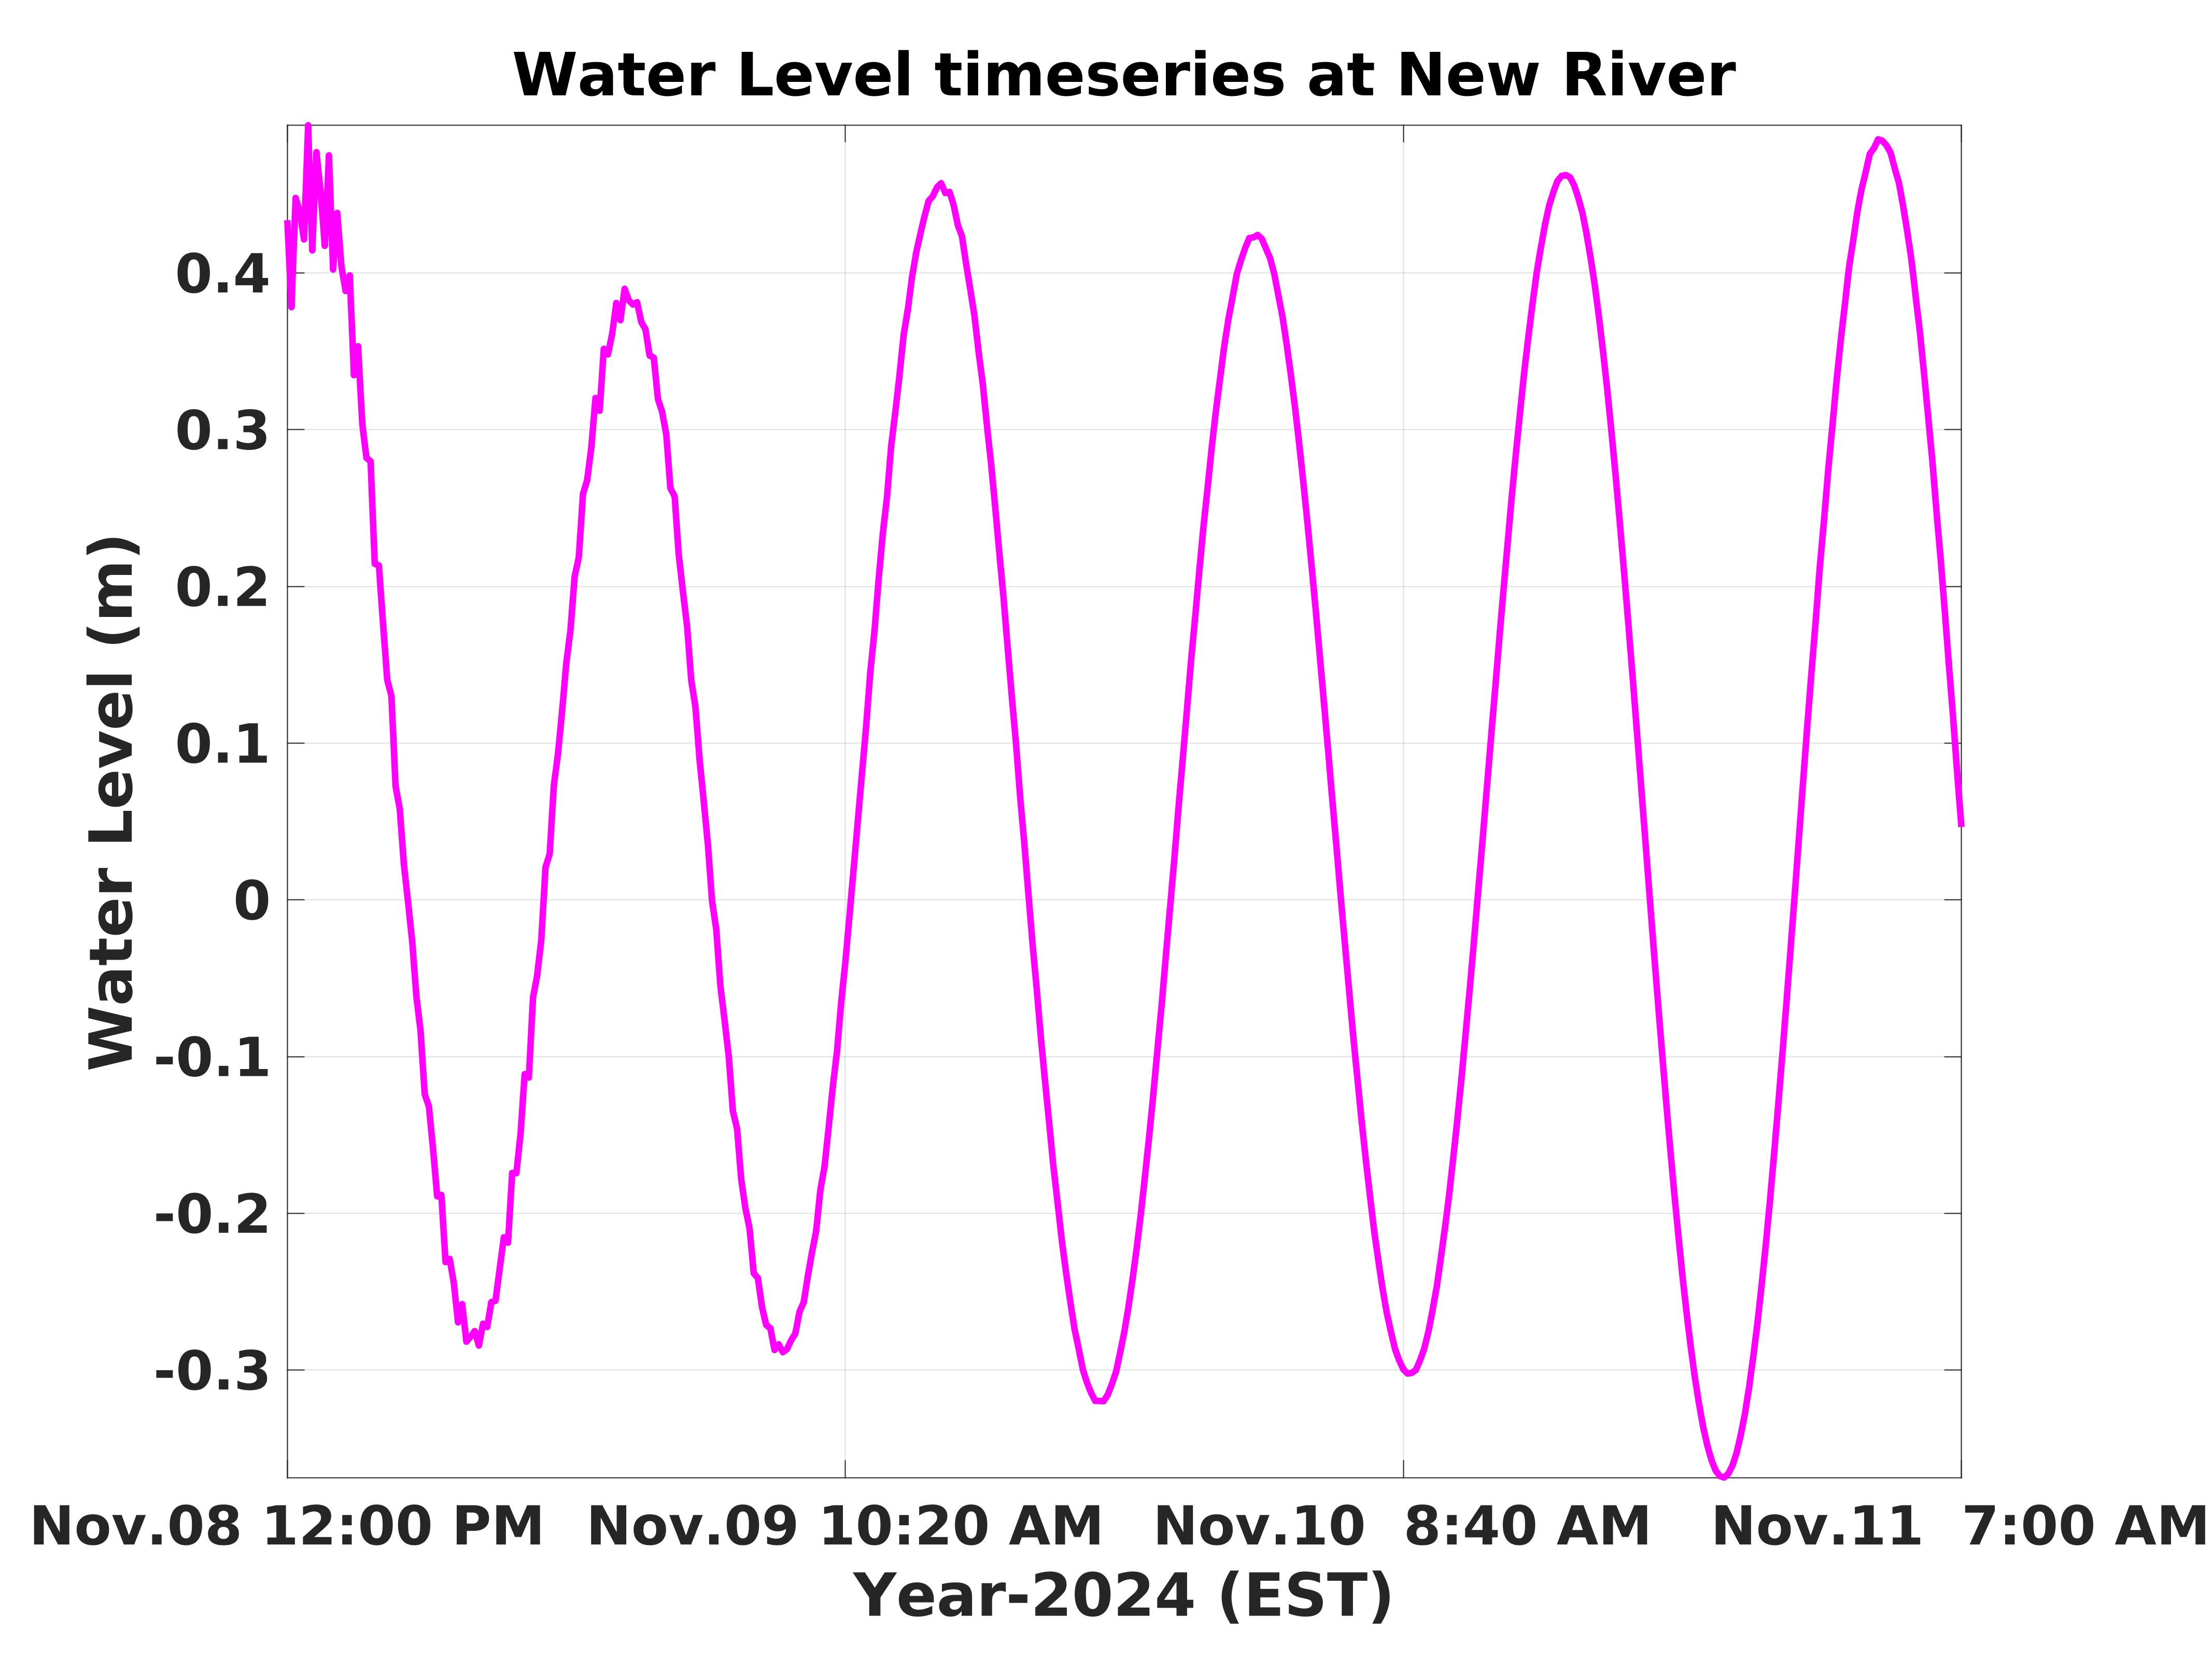 Water Level timeseries at New River
Water Level (m)
0.4
0.3
0.2
0.1
0
-0.1
-0.2
-0.3
Nov.08 12:00 PM
Nov.09 10:20 AM
Nov.10 8:40 AM
Nov.11 7:00 AM
Year-2024 (EST)